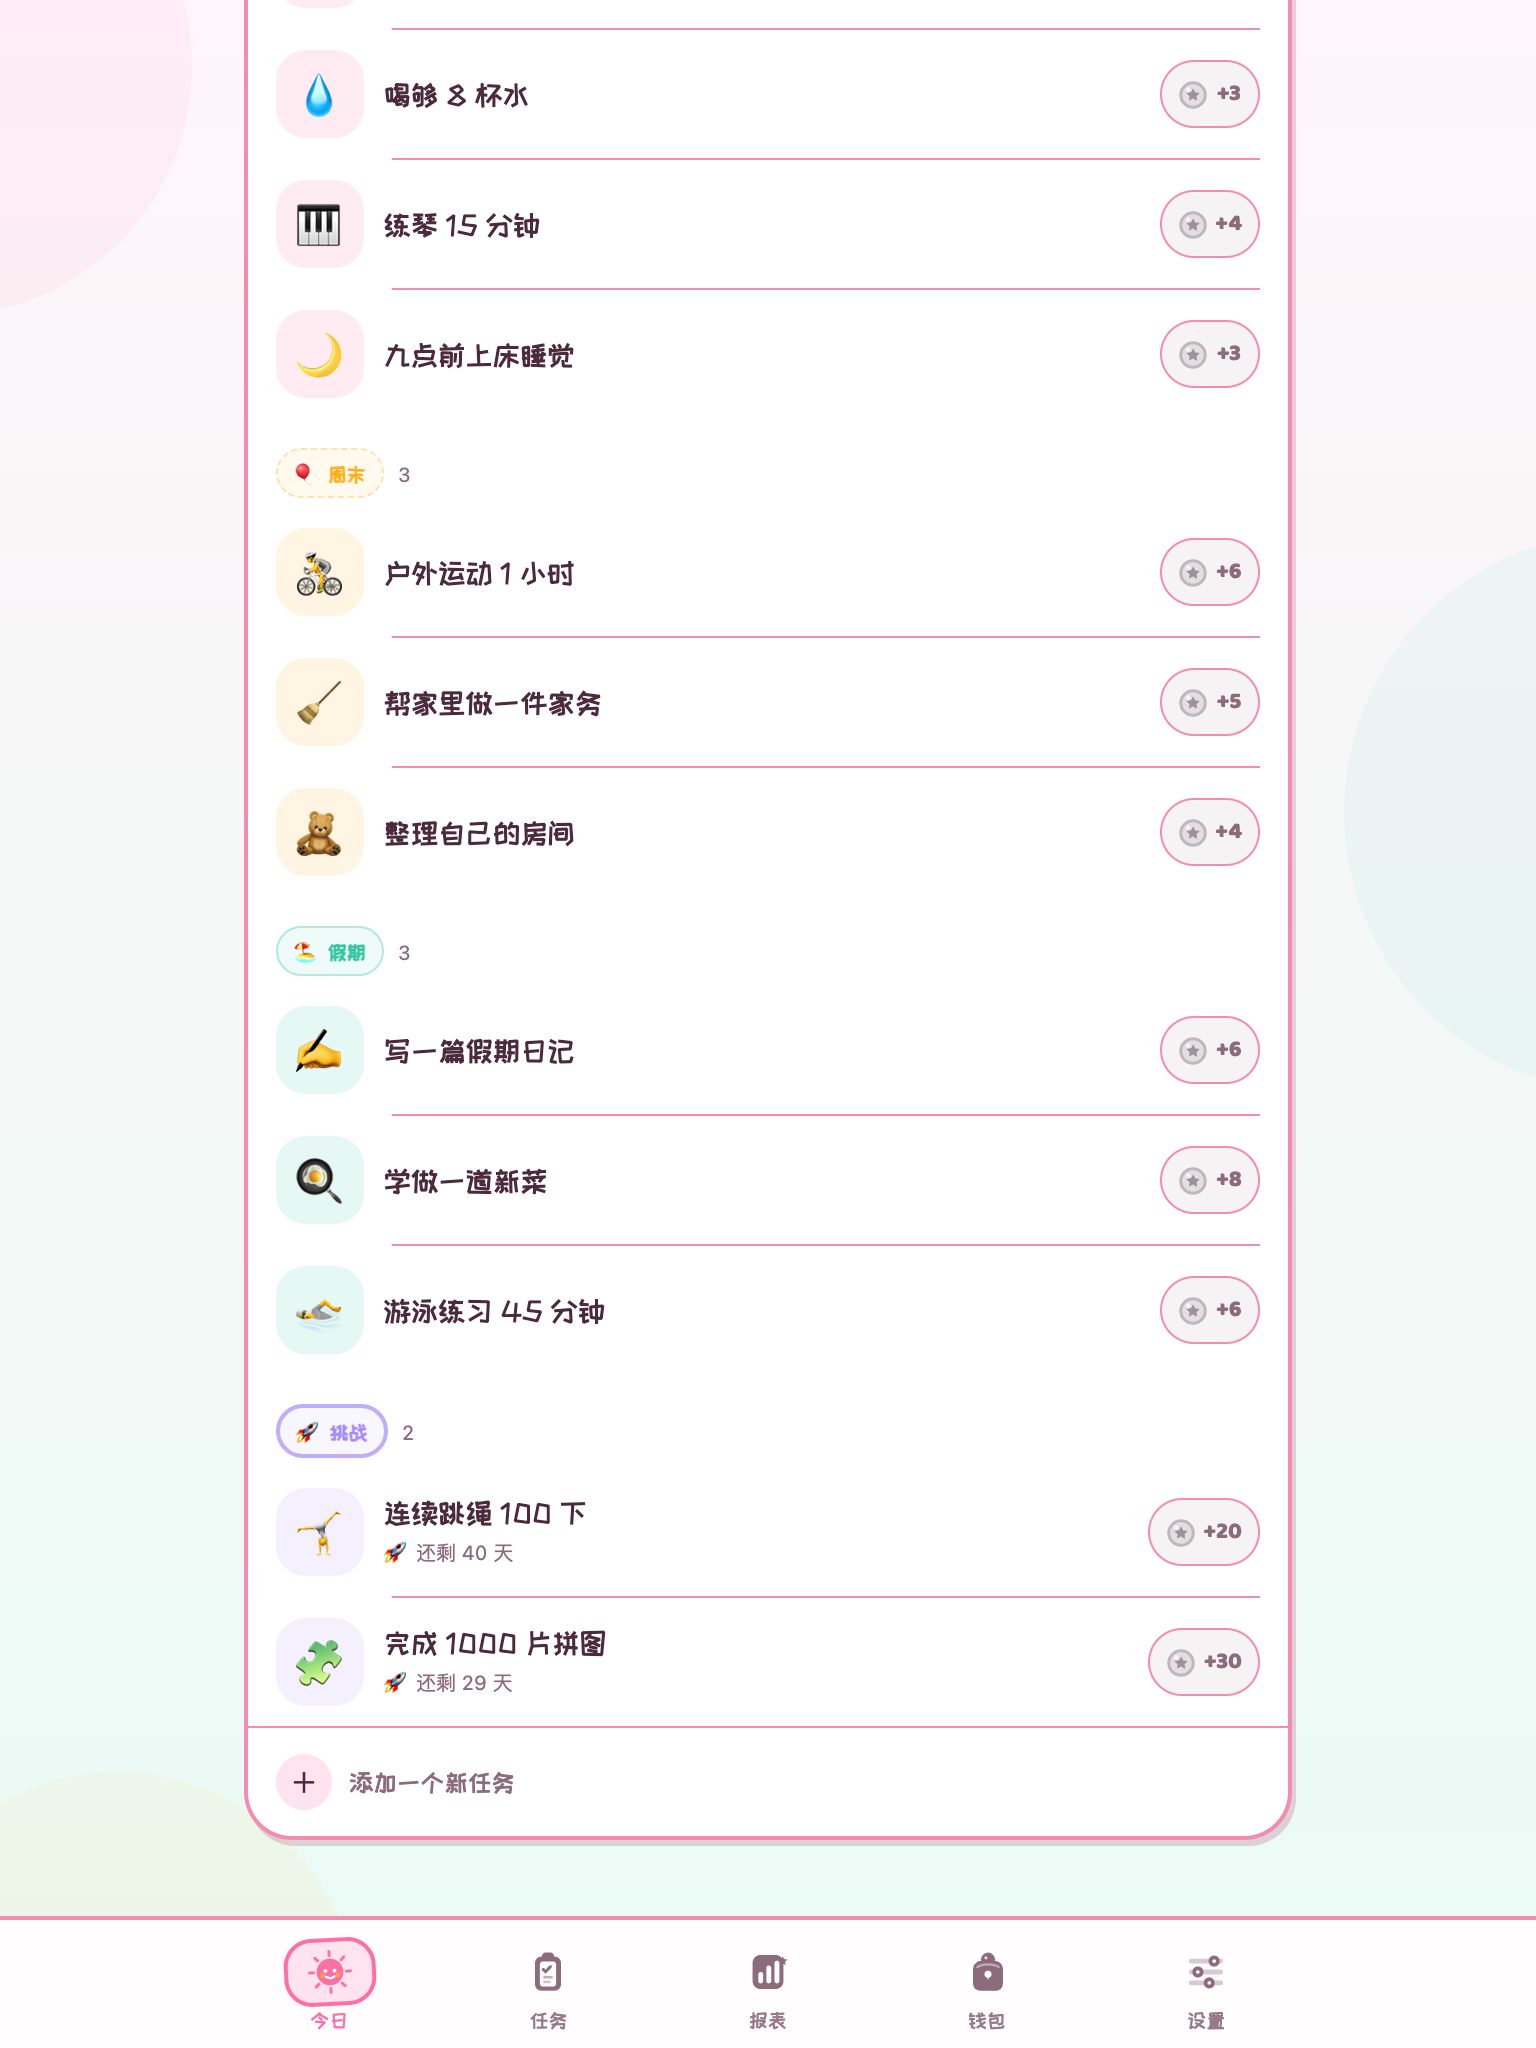 喝够 8 杯水
+3
练琴 15 分钟
+4
九点前上床睡觉
+3
周末 3
户外运动 1 小时
+6
帮家里做一件家务
+5
整理自己的房间
+4
假期 3
写一篇假期日记
+6
学做一道新菜
+8
游泳练习 45 分钟
+6
挑战 2
连续跳绳 100 下
还剩 40 天
+20
完成 1000 片拼图
还剩 29 天
+30
添加一个新任务
今日 任务 报表 钱包 设置